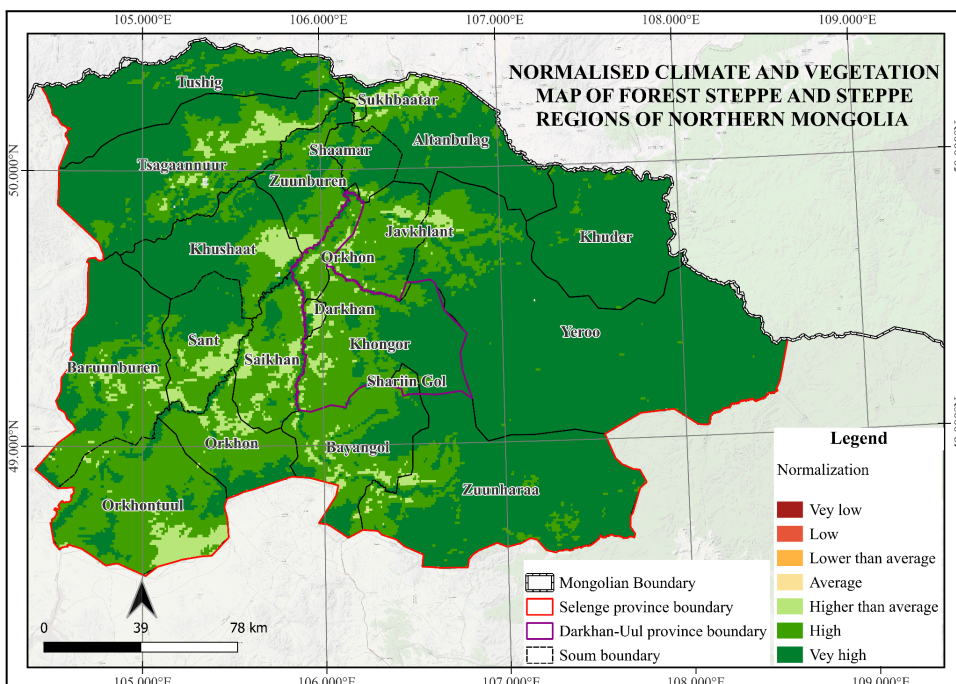 105.000°E 106.000°E 107.000°E 108.000°E 109.000°E
NORMALISED CLIMATE AND VEGETATION
MAP OF FOREST STEPPE AND STEPPE
REGIONS OF NORTHERN MONGOLIA
50.000°N
49.000°N
Tushig
Sukhbaatar
Altanbulag
Shaamar
Tsagaannuur
Zuunburen
Javkhlant
Khuder
Khushaat
Orkhon
Darkhan
Yeroo
Sant
Khongor
Saikhan
Baruunburen
Shariin Gol
Orkhon
Bayangol
Zuunharaa
Orkhontuul
Legend
Normalization
Vey low
Low
Lower than average
Average
Higher than average
High
Vey high
Mongolian Boundary
Selenge province boundary
Darkhan-Uul province boundary
Soum boundary
0 39 78 km
105.000°E 106.000°E 107.000°E 108.000°E 109.000°E